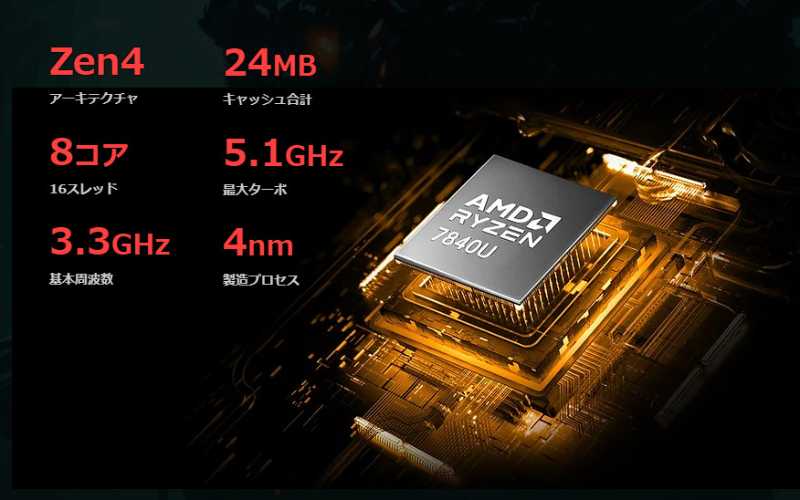 Zen4
アーキテクチャ
24MB
キャッシュ合計
8コア
16スレッド
5.1GHz
最大ターボ
3.3GHz
基本周波数
4nm
製造プロセス
AMD
RYZEN
7840U